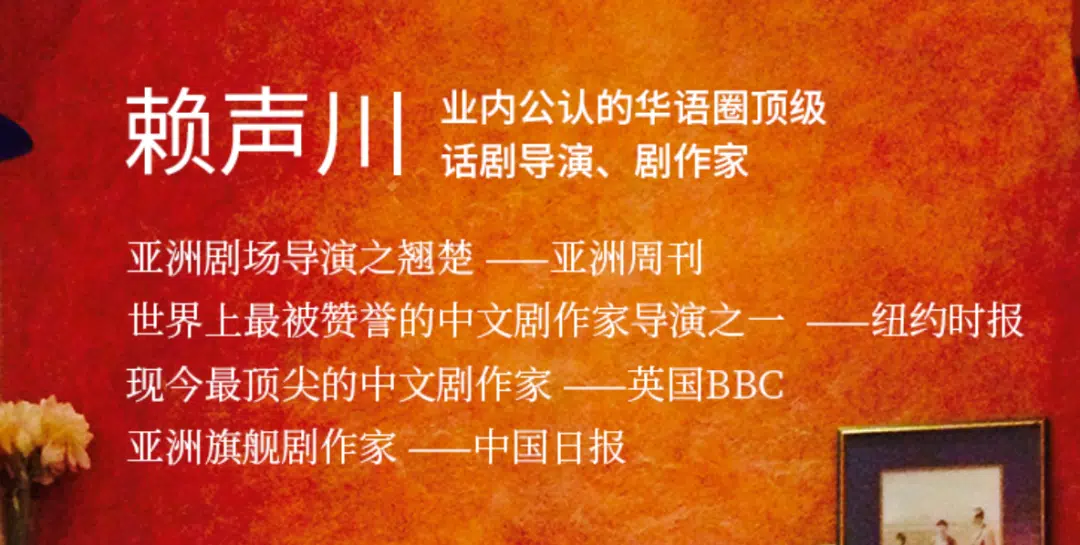 赖声川
业内公认的华语圈顶级
话剧导演、剧作家
亚洲剧场导演之翘楚 ——亚洲周刊
世界上最被赞誉的中文剧作家导演之一 ——纽约时报
现今最顶尖的中文剧作家 ——英国BBC
亚洲旗舰剧作家 ——中国日报